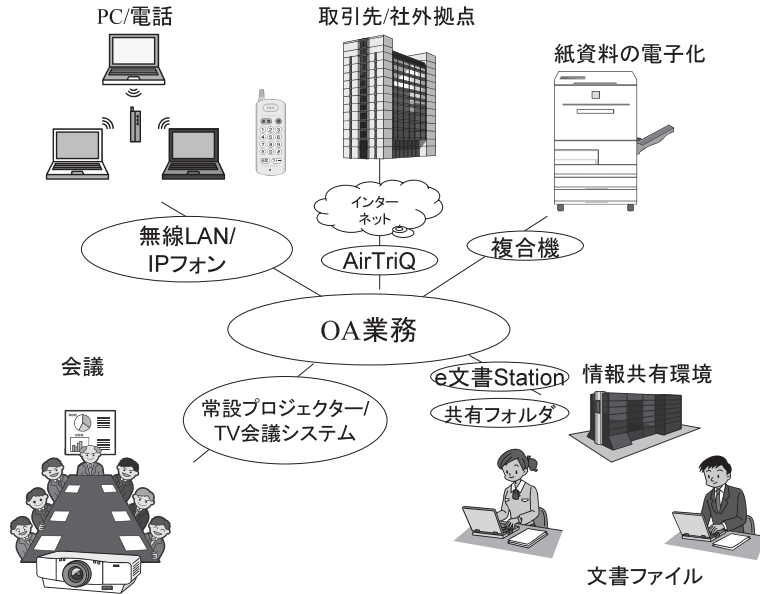 PC/電話
取引先/社外拠点
紙資料の電子化
インター
ネット
無線LAN/
IPフォン
AirTriQ
複合機
OA業務
会議
e文書Station
情報共有環境
常設プロジェクター/
TV会議システム
共有フォルダ
文書ファイル